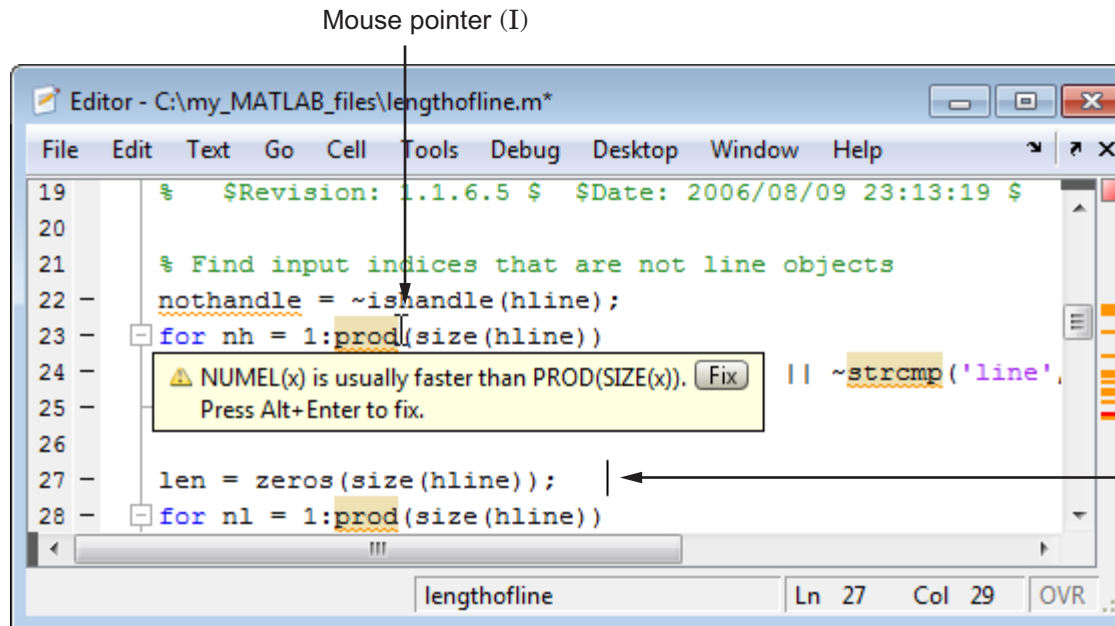 Mouse pointer (I)
Editor - C:\my_MATLAB_files\lengthofline.m*
File Edit Text Go Cell Tools Debug Desktop Window Help
19 % $Revision: 1.1.6.5 $ $Date: 2006/08/09 23:13:19 $
20
21 % Find input indices that are not line objects
22 - nothandle = ~ishandle(hline);
23 - for nh = 1:prod(size(hline))
24 - || ~strcmp('line',
NUMEL(x) is usually faster than PROD(SIZE(x)). Fix
Press Alt+Enter to fix.
25 -
26
27 - len = zeros(size(hline));
28 - for nl = 1:prod(size(hline))
lengthofline Ln 27 Col 29 OVR